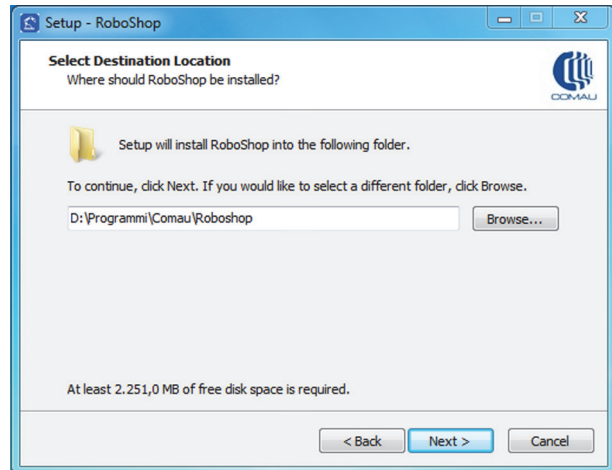 Setup - RoboShop
Select Destination Location
Where should RoboShop be installed?
COMAU
Setup will install RoboShop into the following folder.
To continue, click Next. If you would like to select a different folder, click Browse.
D:\Programmi\Comau\Roboshop
Browse...
At least 2.251,0 MB of free disk space is required.
< Back
Next >
Cancel